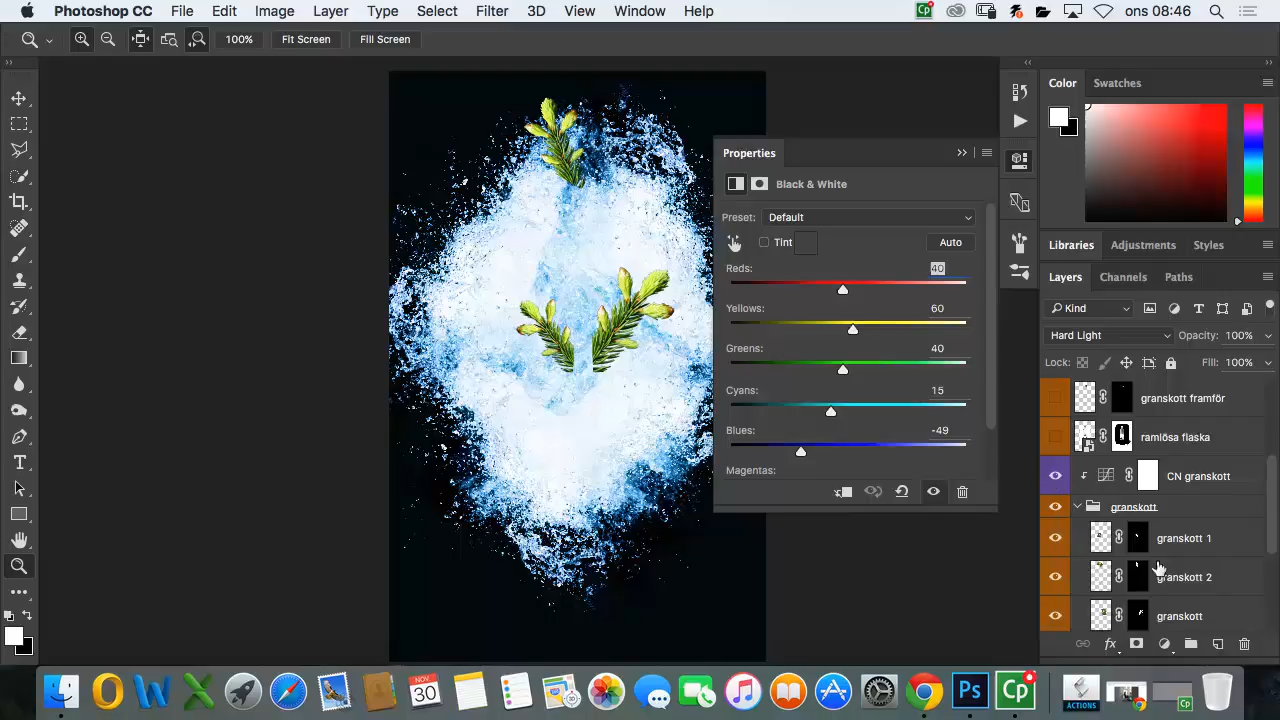 Photoshop CC File Edit Image Layer Type Select Filter 3D View Window Help ons 08:46
100% Fit Screen Fill Screen
Color Swatches
Properties
Black & White
Preset: Default
Tint Auto
Reds: 40
Yellows: 60
Greens: 40
Cyans: 15
Blues: -49
Magentas:
Libraries Adjustments Styles
Layers Channels Paths
Kind
Hard Light Opacity: 100%
Lock: Fill: 100%
granskott framför
ramlösa flaska
CN granskott
granskott
granskott 1
granskott 2
granskott
fx
NOV
30
Ps
Cp
ACTIONS